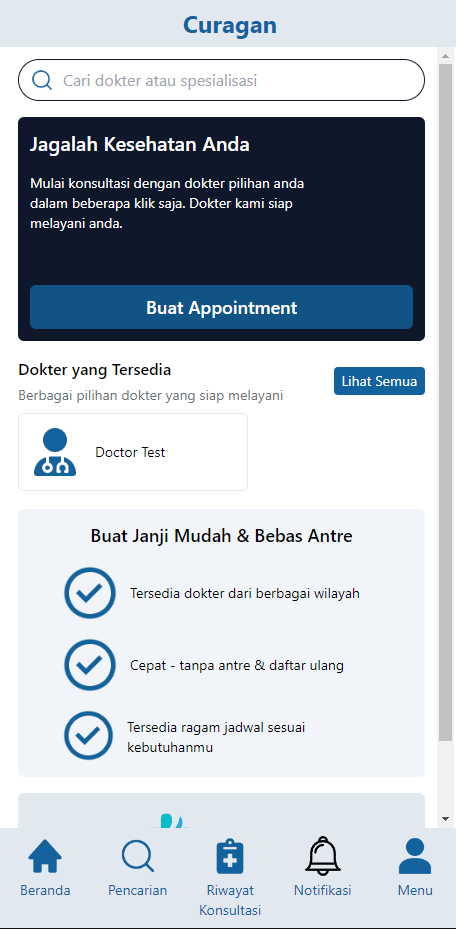 Curagan
Cari dokter atau spesialisasi
Jagalah Kesehatan Anda
Mulai konsultasi dengan dokter pilihan anda
dalam beberapa klik saja. Dokter kami siap
melayani anda.
Buat Appointment
Dokter yang Tersedia
Berbagai pilihan dokter yang siap melayani
Lihat Semua
Doctor Test
Buat Janji Mudah & Bebas Antre
Tersedia dokter dari berbagai wilayah
Cepat - tanpa antre & daftar ulang
Tersedia ragam jadwal sesuai
kebutuhanmu
Beranda
Pencarian
Riwayat
Konsultasi
Notifikasi
Menu